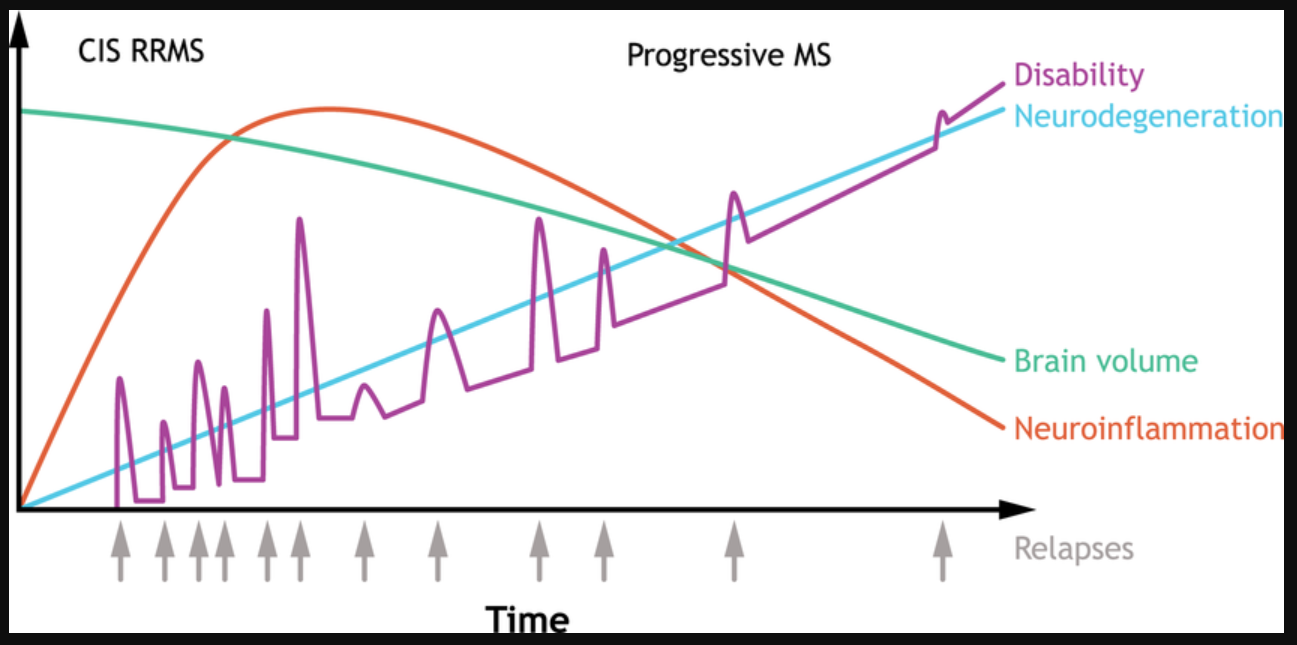 CIS RRMS
Progressive MS
Disability
Neurodegeneration
Brain volume
Neuroinflammation
Relapses
Time